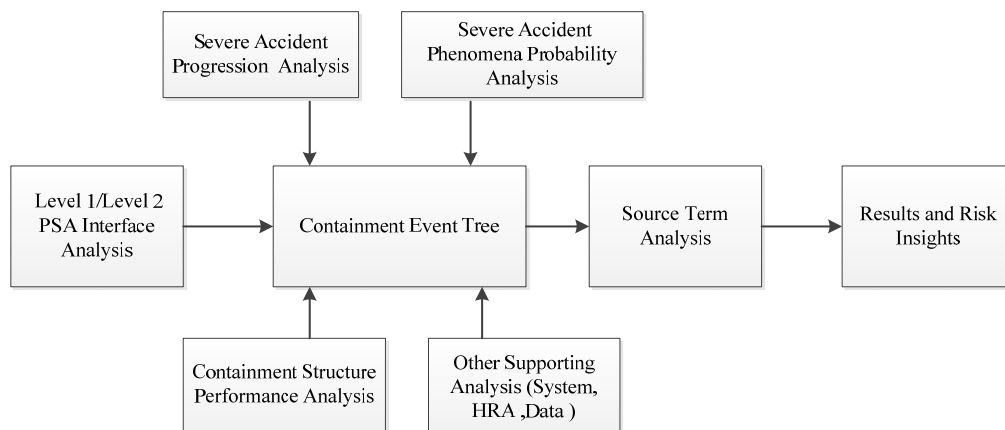 Severe Accident
Progression Analysis
Severe Accident
Phenomena Probability
Analysis
Level 1/Level 2
PSA Interface
Analysis
Containment Event Tree
Source Term
Analysis
Results and Risk
Insights
Containment Structure
Performance Analysis
Other Supporting
Analysis (System,
HRA ,Data )